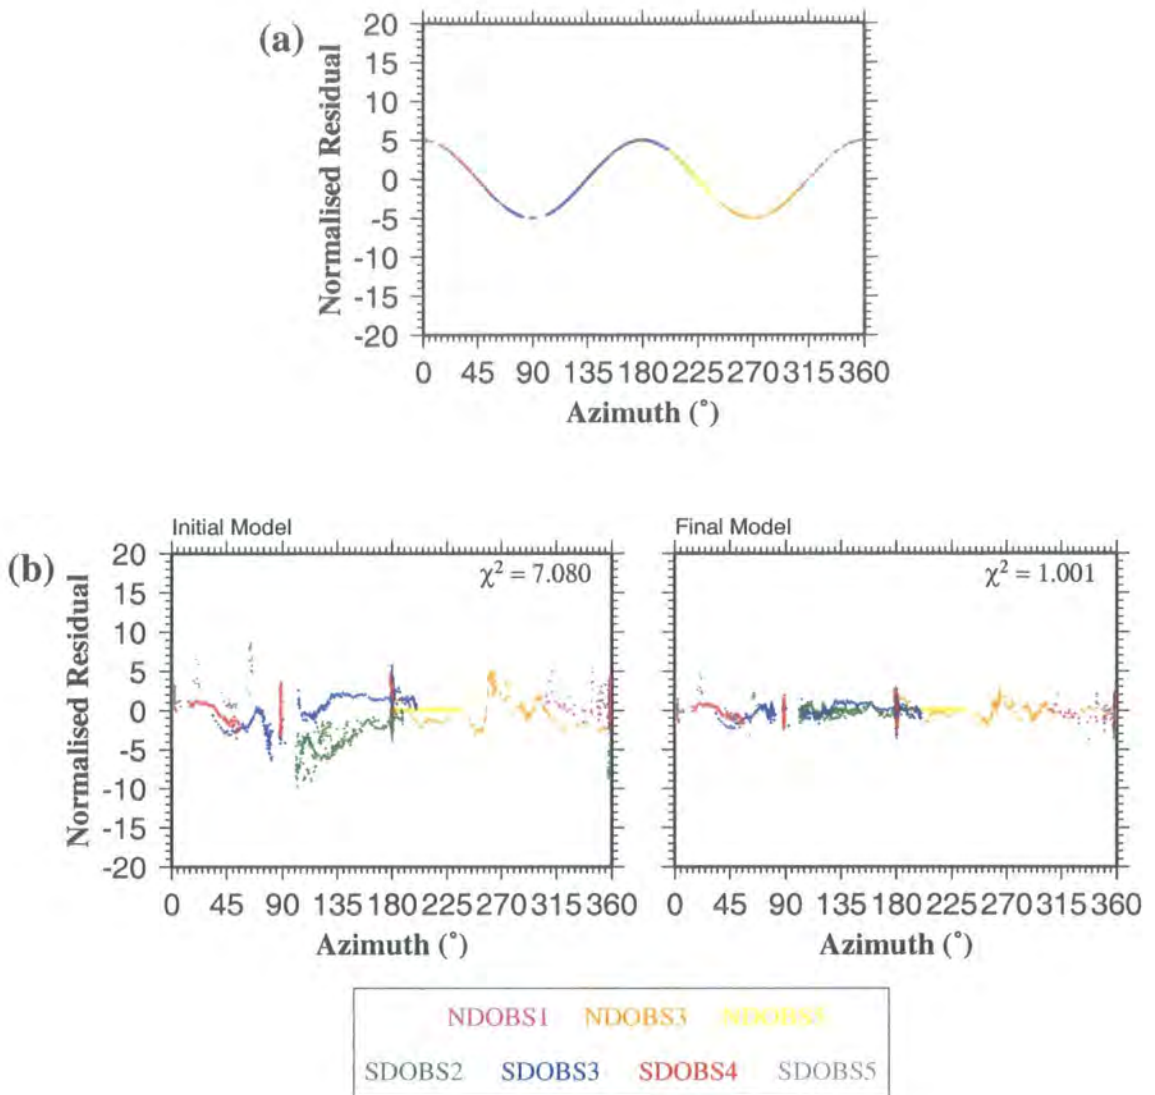 (a)
Normalised Residual
20
15
10
5
0
-5
-10
-15
-20
0 45 90 135 180 225 270 315 360
Azimuth (°)
(b)
Initial Model
χ² = 7.080
Normalised Residual
20
15
10
5
0
-5
-10
-15
-20
0 45 90 135 180 225 270 315 360
Azimuth (°)
Final Model
χ² = 1.001
0 45 90 135 180 225 270 315 360
Azimuth (°)
NDOBS1 NDOBS3
SDOBS2 SDOBS3 SDOBS4 SDOBS5